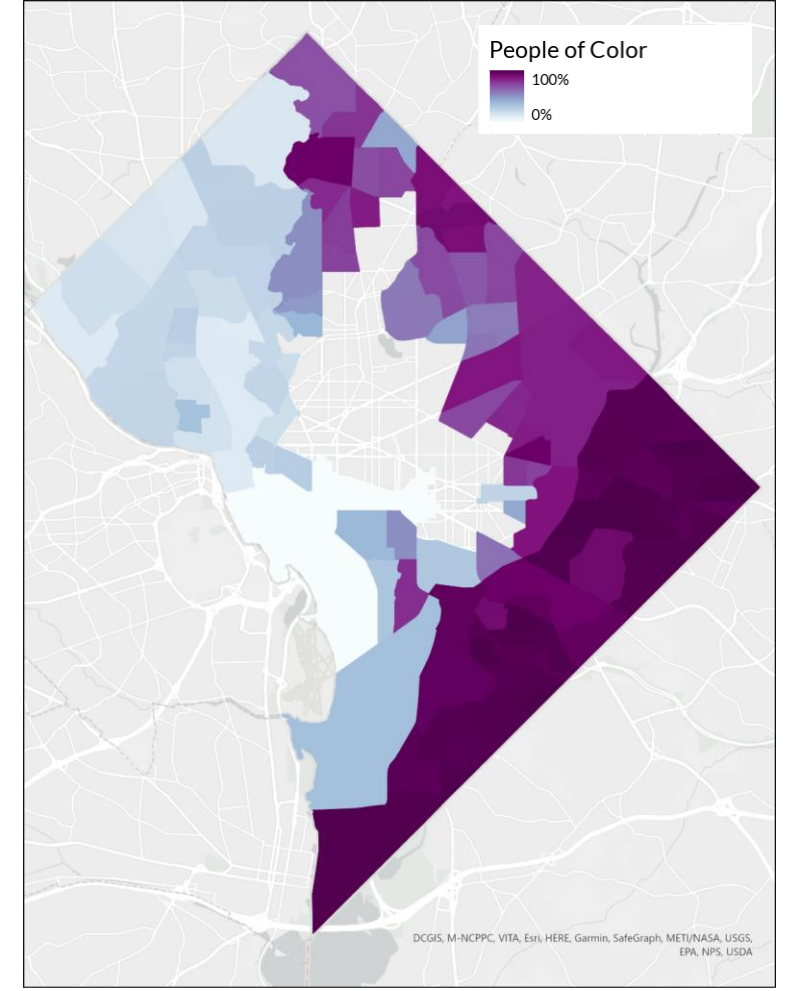 People of Color
100%
0%
DCGIS, M-NCPPC, VITA, Esri, HERE, Garmin, SafeGraph, METI/NASA, USGS,
EPA, NPS, USDA